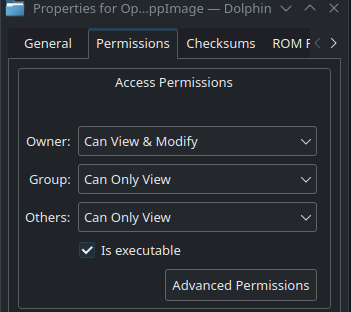 Properties for Op...ppImage — Dolphin
General Permissions Checksums ROM F
Access Permissions
Owner: Can View & Modify
Group: Can Only View
Others: Can Only View
Is executable
Advanced Permissions